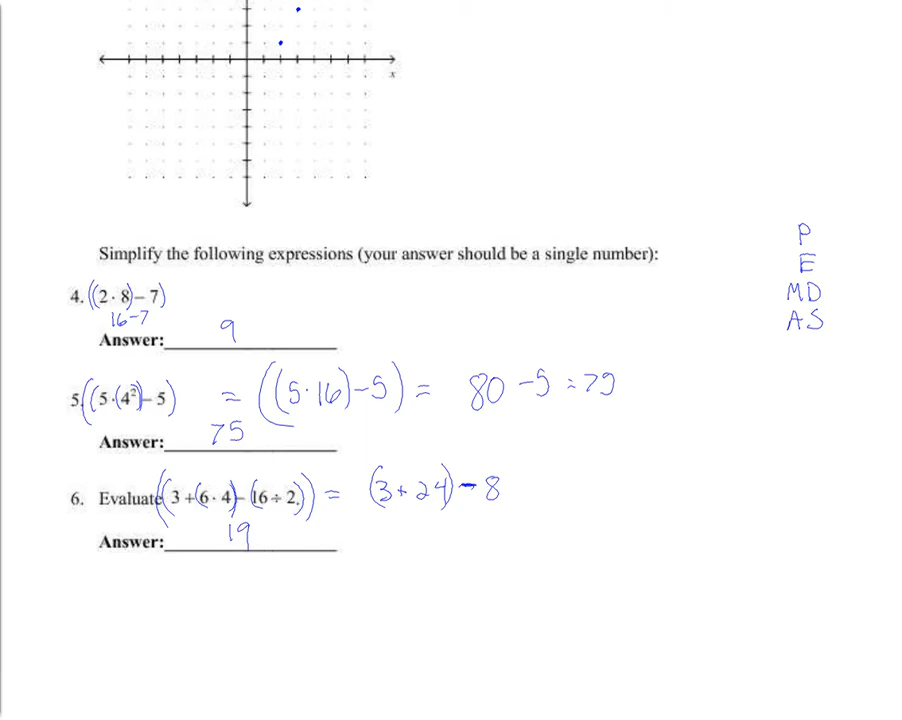 x
Simplify the following expressions (your answer should be a single number):
P
E
MD
AS
4. ((2 · 8) − 7)
16−7
Answer: 9
5. ((5 · (4²) − 5) = ((5 · 16) − 5) = 80 − 5 = 79
Answer: 75
6. Evaluate ((3 + (6 · 4) − (16 ÷ 2)) = (3 + 24) − 8
Answer: 19